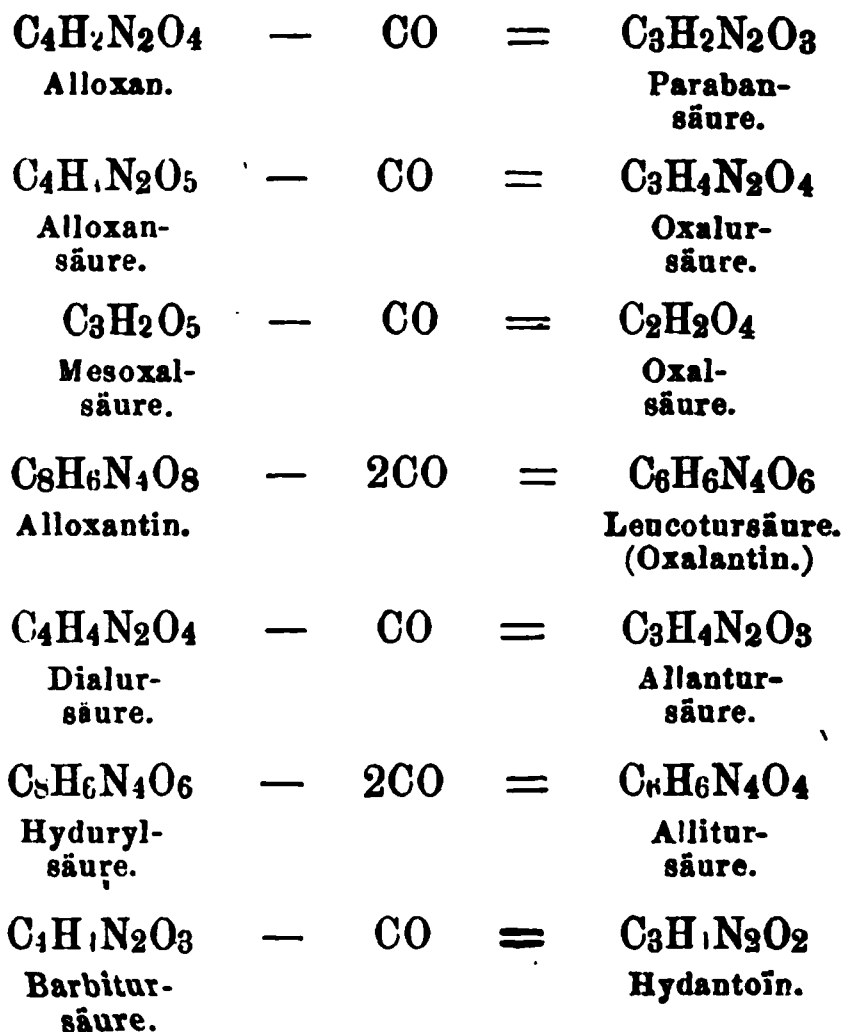 C4H2N2O4 — CO = C3H2N2O3
Alloxan. Paraban-
säure.
C4H4N2O5 — CO = C3H4N2O4
Alloxan- Oxalur-
säure. säure.
C3H2O5 — CO = C2H2O4
Mesoxal- Oxal-
säure. säure.
C8H6N4O8 — 2CO = C6H6N4O6
Alloxantin. Leucotursäure.
(Oxalantin.)
C4H4N2O4 — CO = C3H4N2O3
Dialur- Allantur-
säure. säure.
C8H6N4O6 — 2CO = C6H6N4O4
Hyduryl- Allitur-
säure. säure.
C4H4N2O3 — CO = C3H4N2O2
Barbitur- Hydantoïn.
säure.